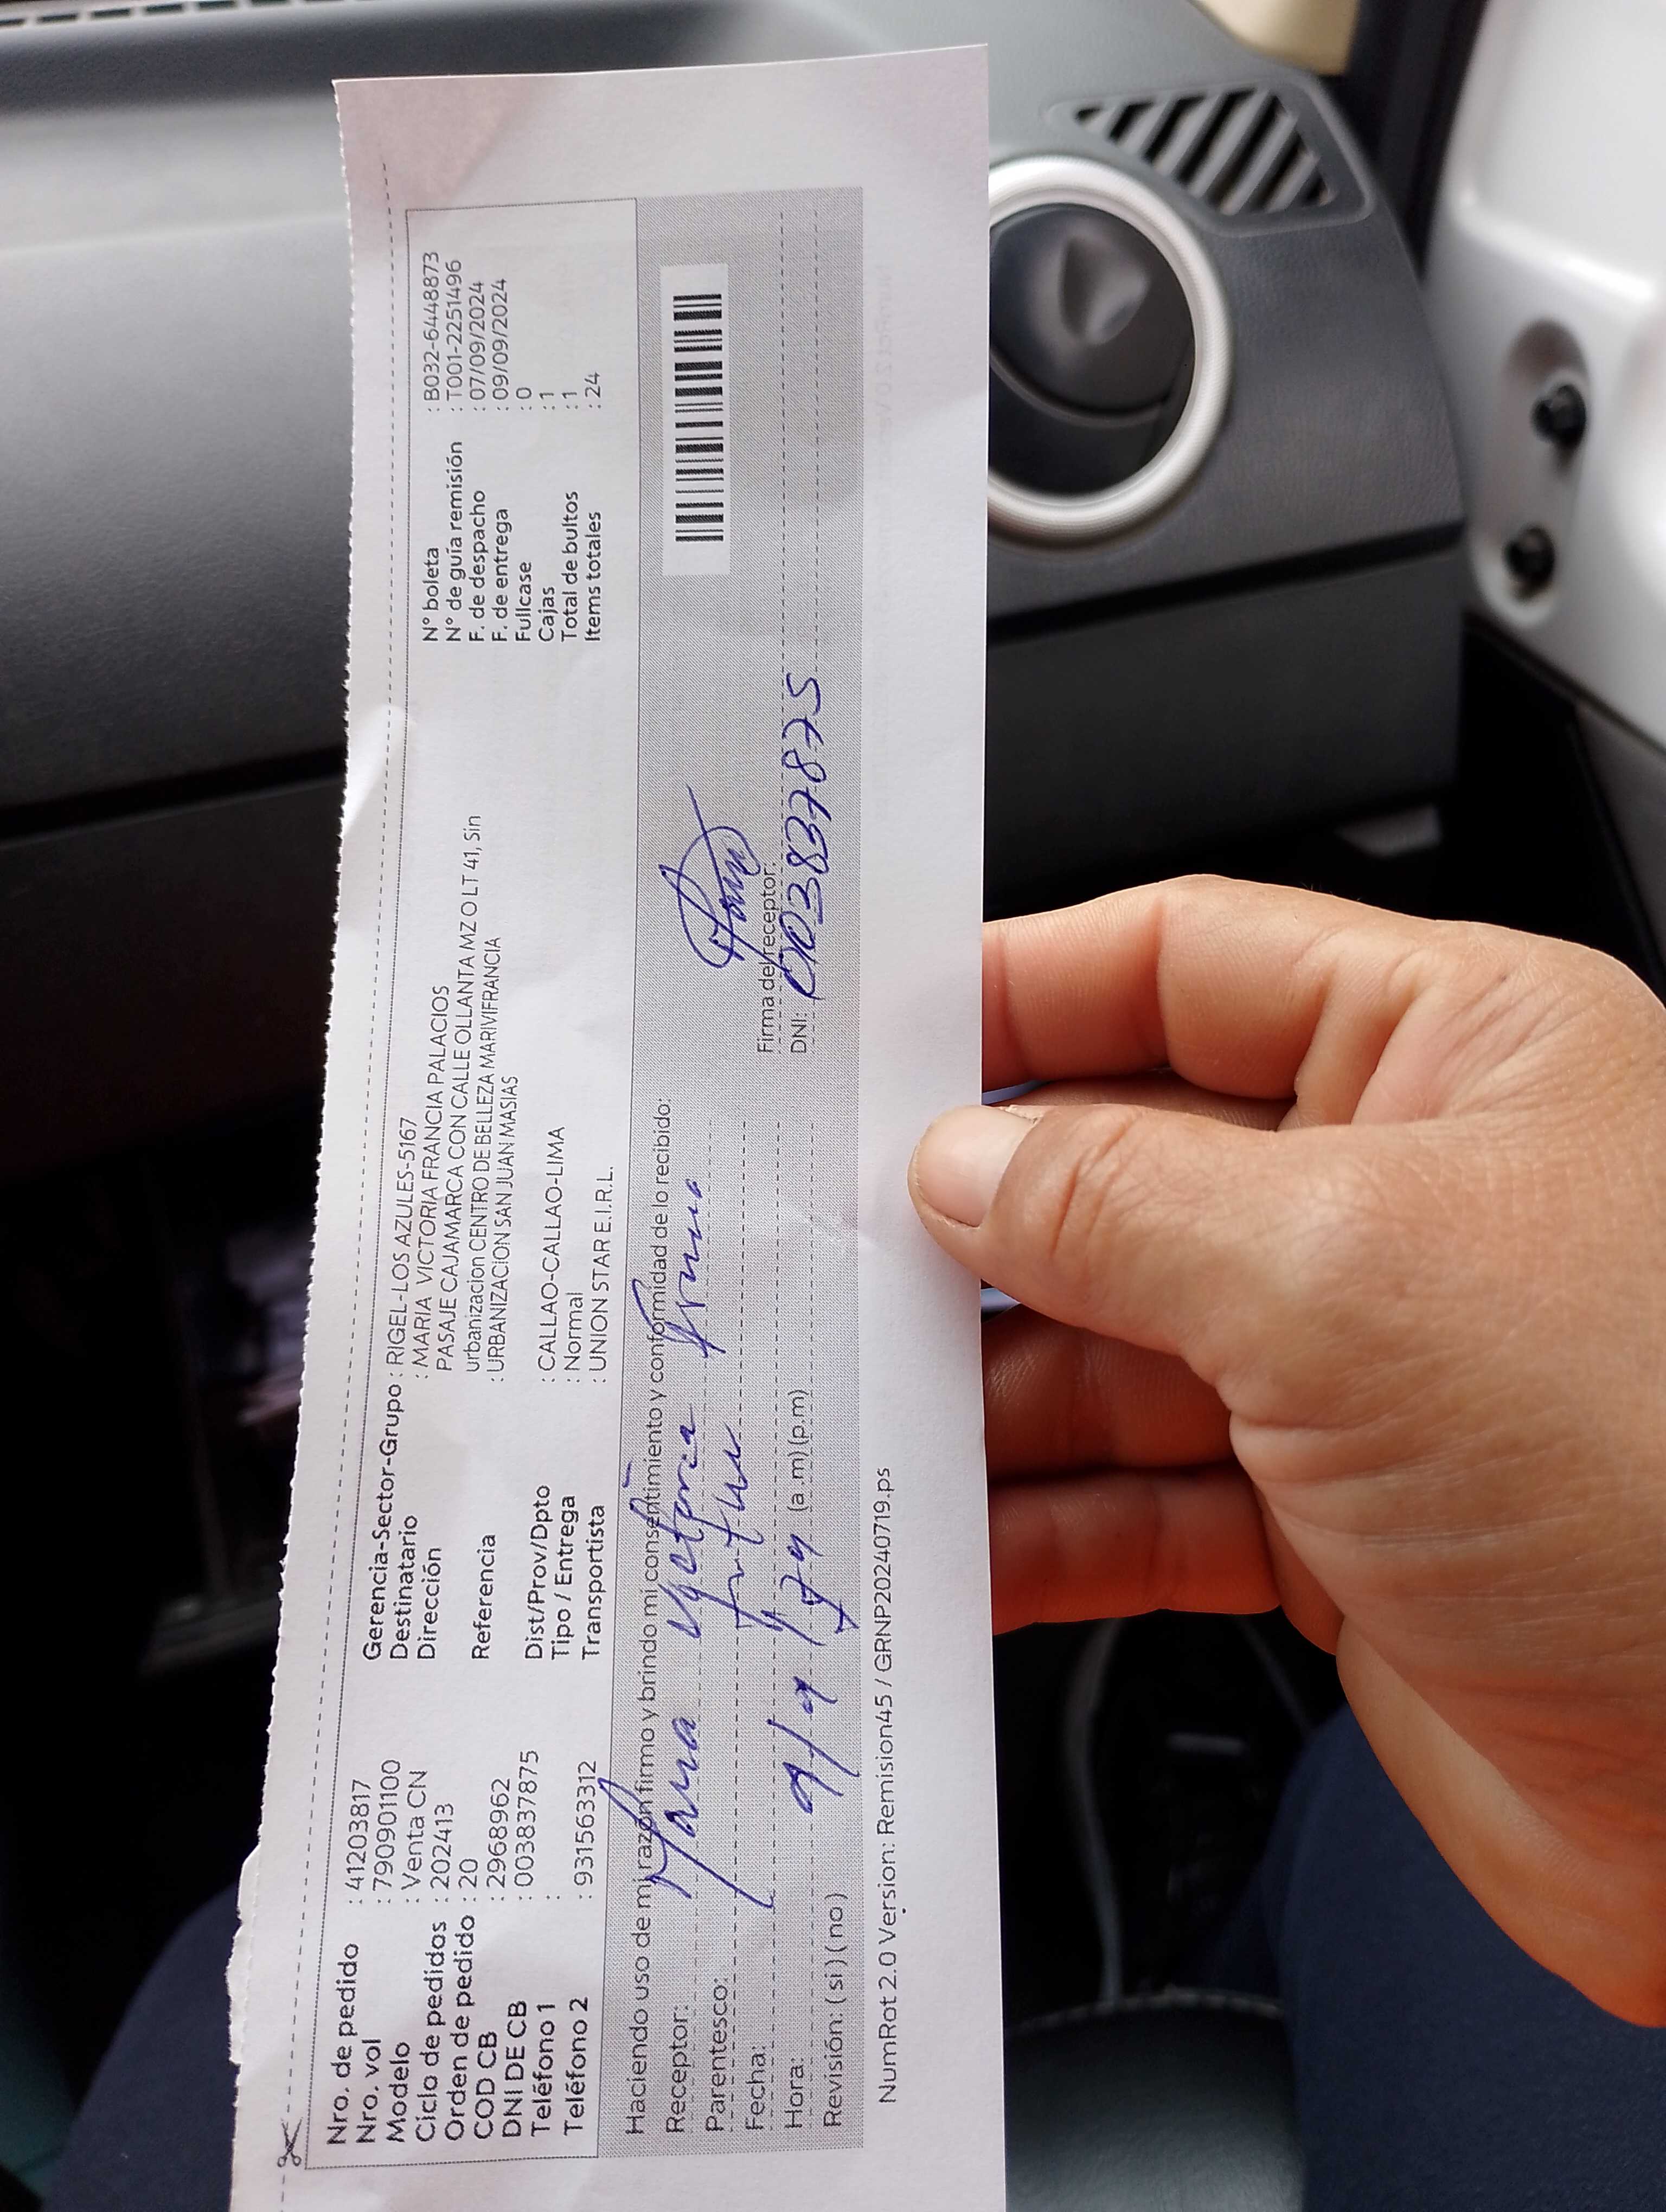 Nro. de pedido : 41203817
Nro. vol : 790901100
Modelo : Venta CN
Ciclo de pedidos : 202413
Orden de pedido : 20
COD CB : 2968962
DNI DE CB : 003837875
Teléfono 1 :
Teléfono 2 : 931563312
Gerencia-Sector-Grupo : RIGEL-LOS AZULES-5167
Destinatario : MARIA VICTORIA FRANCIA PALACIOS
Dirección PASAJE CAJAMARCA CON CALLE OLLANTA MZ O LT 41, Sin
urbanizacion CENTRO DE BELLEZA MARIVIFRANCIA
Referencia : URBANIZACION SAN JUAN MASIAS
Dist/Prov/Dpto : CALLAO-CALLAO-LIMA
Tipo / Entrega : Normal
Transportista : UNION STAR E.I.R.L.
N° boleta : B032-6448873
N° de guía remisión : T001-2251496
F. de despacho : 07/09/2024
F. de entrega : 09/09/2024
Fullcase : 0
Cajas : 1
Total de bultos : 1
Items totales : 24
Haciendo uso de mi razón firmo y brindo mi consentimiento y conformidad de lo recibido:
Receptor: Maria Victoria
Parentesco:
Fecha: 9/9/24
Hora: (a.m)(p.m)
Revisión: ( si ) ( no )
Firma del receptor:
DNI: 003837875
NumRot 2.0 Version: Remision45 / GRNP20240719.ps